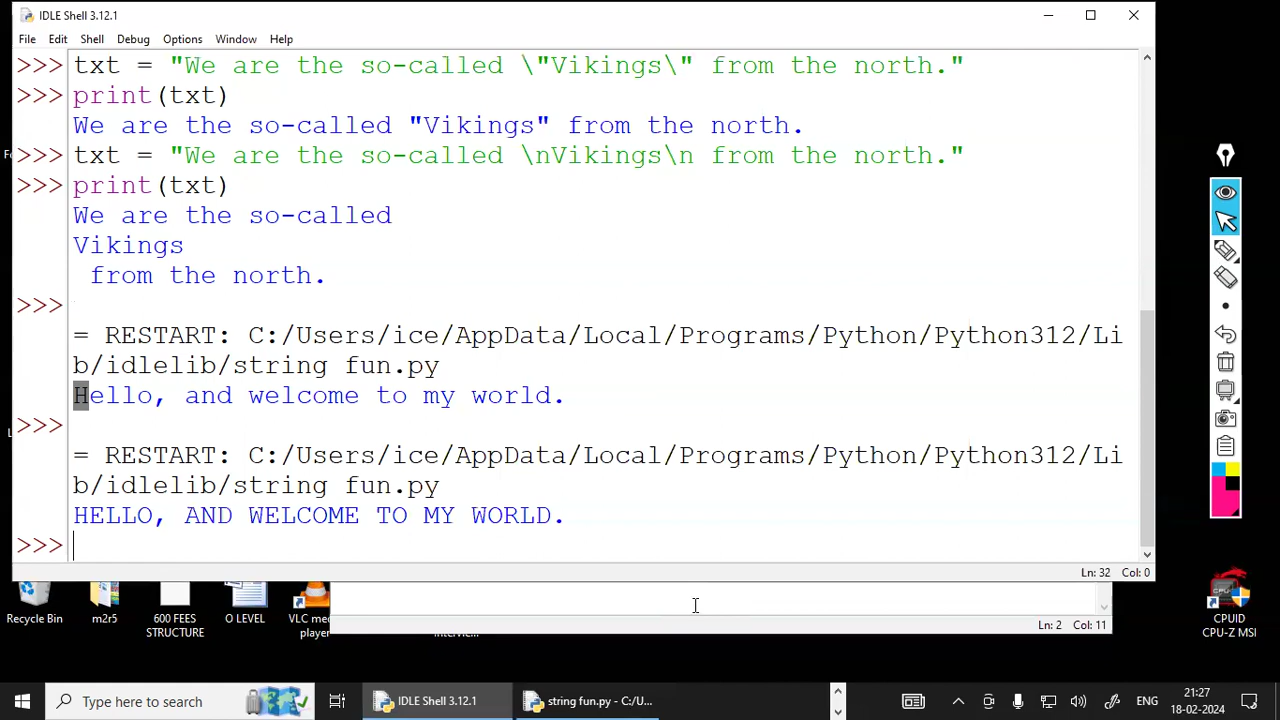 IDLE Shell 3.12.1
File Edit Shell Debug Options Window Help
>>> txt = "We are the so-called \"Vikings\" from the north."
>>> print(txt)
We are the so-called "Vikings" from the north.
>>> txt = "We are the so-called \nVikings\n from the north."
>>> print(txt)
We are the so-called
Vikings
 from the north.
>>>
= RESTART: C:/Users/ice/AppData/Local/Programs/Python/Python312/Li
b/idlelib/string fun.py
Hello, and welcome to my world.
>>>
= RESTART: C:/Users/ice/AppData/Local/Programs/Python/Python312/Li
b/idlelib/string fun.py
HELLO, AND WELCOME TO MY WORLD.
>>>
Ln: 32 Col: 0
Ln: 2 Col: 11
Recycle Bin
m2r5
600 FEES
STRUCTURE
O LEVEL
VLC me
player
CPU
CPUID
CPU-Z MSI
Type here to search
IDLE Shell 3.12.1
string fun.py - C:/U...
ENG
21:27
18-02-2024